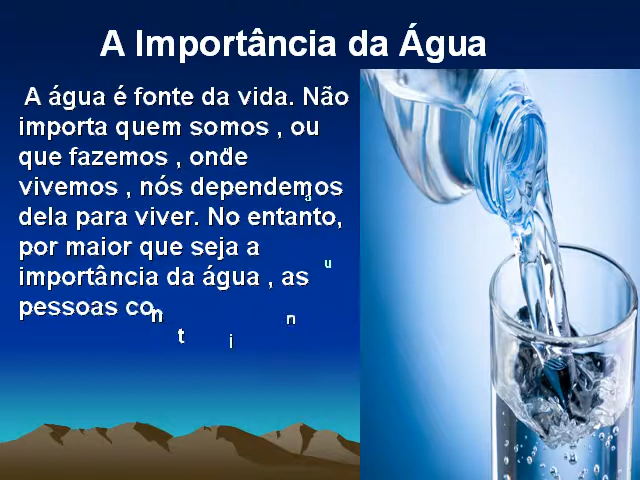 A Importância da Água
A água é fonte da vida. Não
importa quem somos , ou
que fazemos , onde
vivemos , nós dependemos
dela para viver. No entanto,
por maior que seja a
importância da água , as
pessoas con
t i n u a